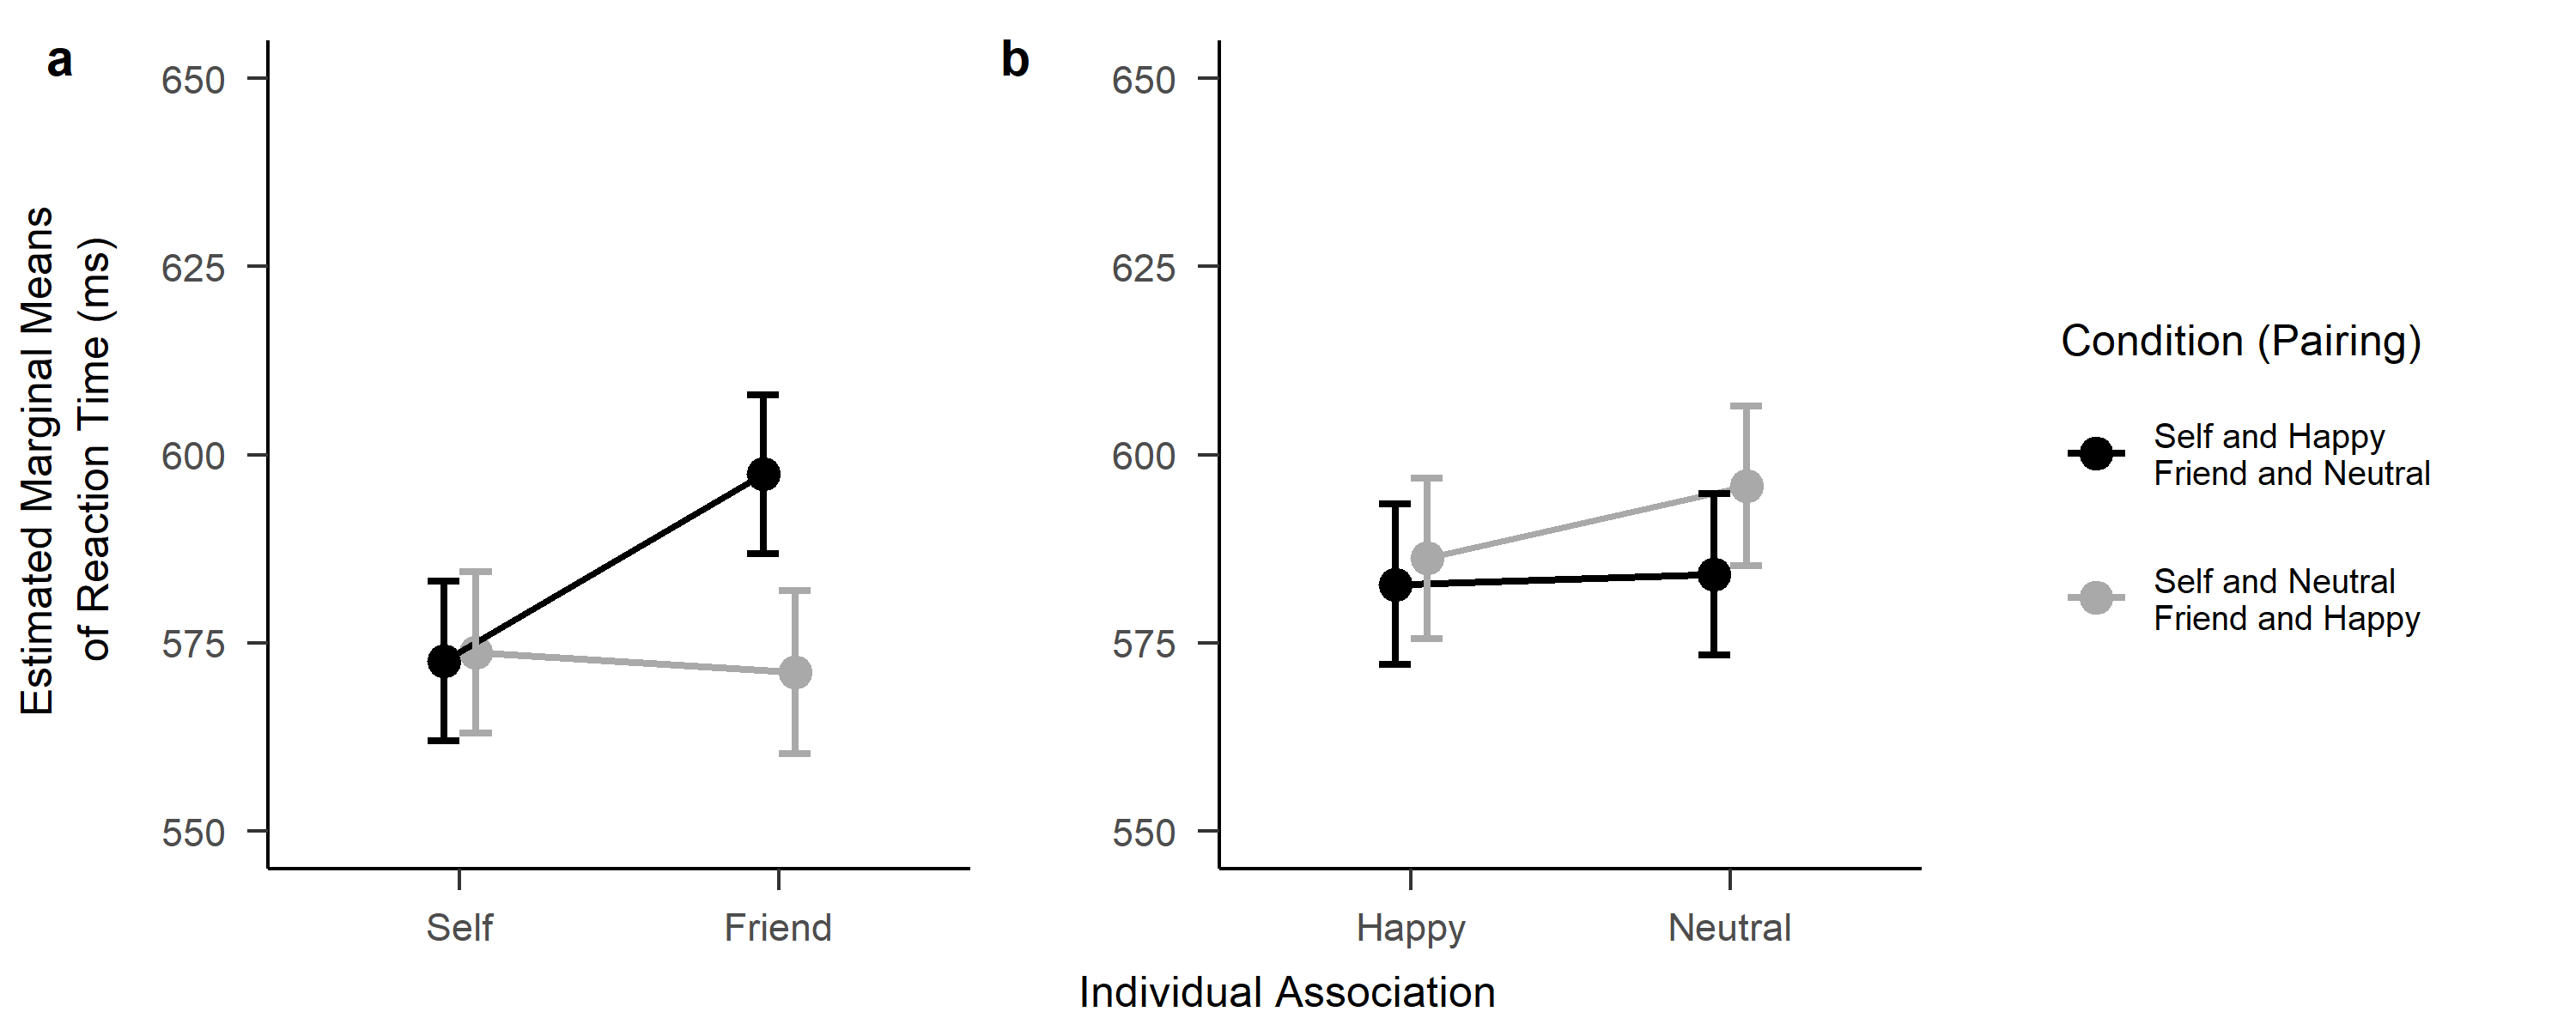 a
650
625
600
575
550
Estimated Marginal Means
of Reaction Time (ms)
Self
Friend
b
650
625
600
575
550
Happy
Neutral
Individual Association
Condition (Pairing)
Self and Happy
Friend and Neutral
Self and Neutral
Friend and Happy